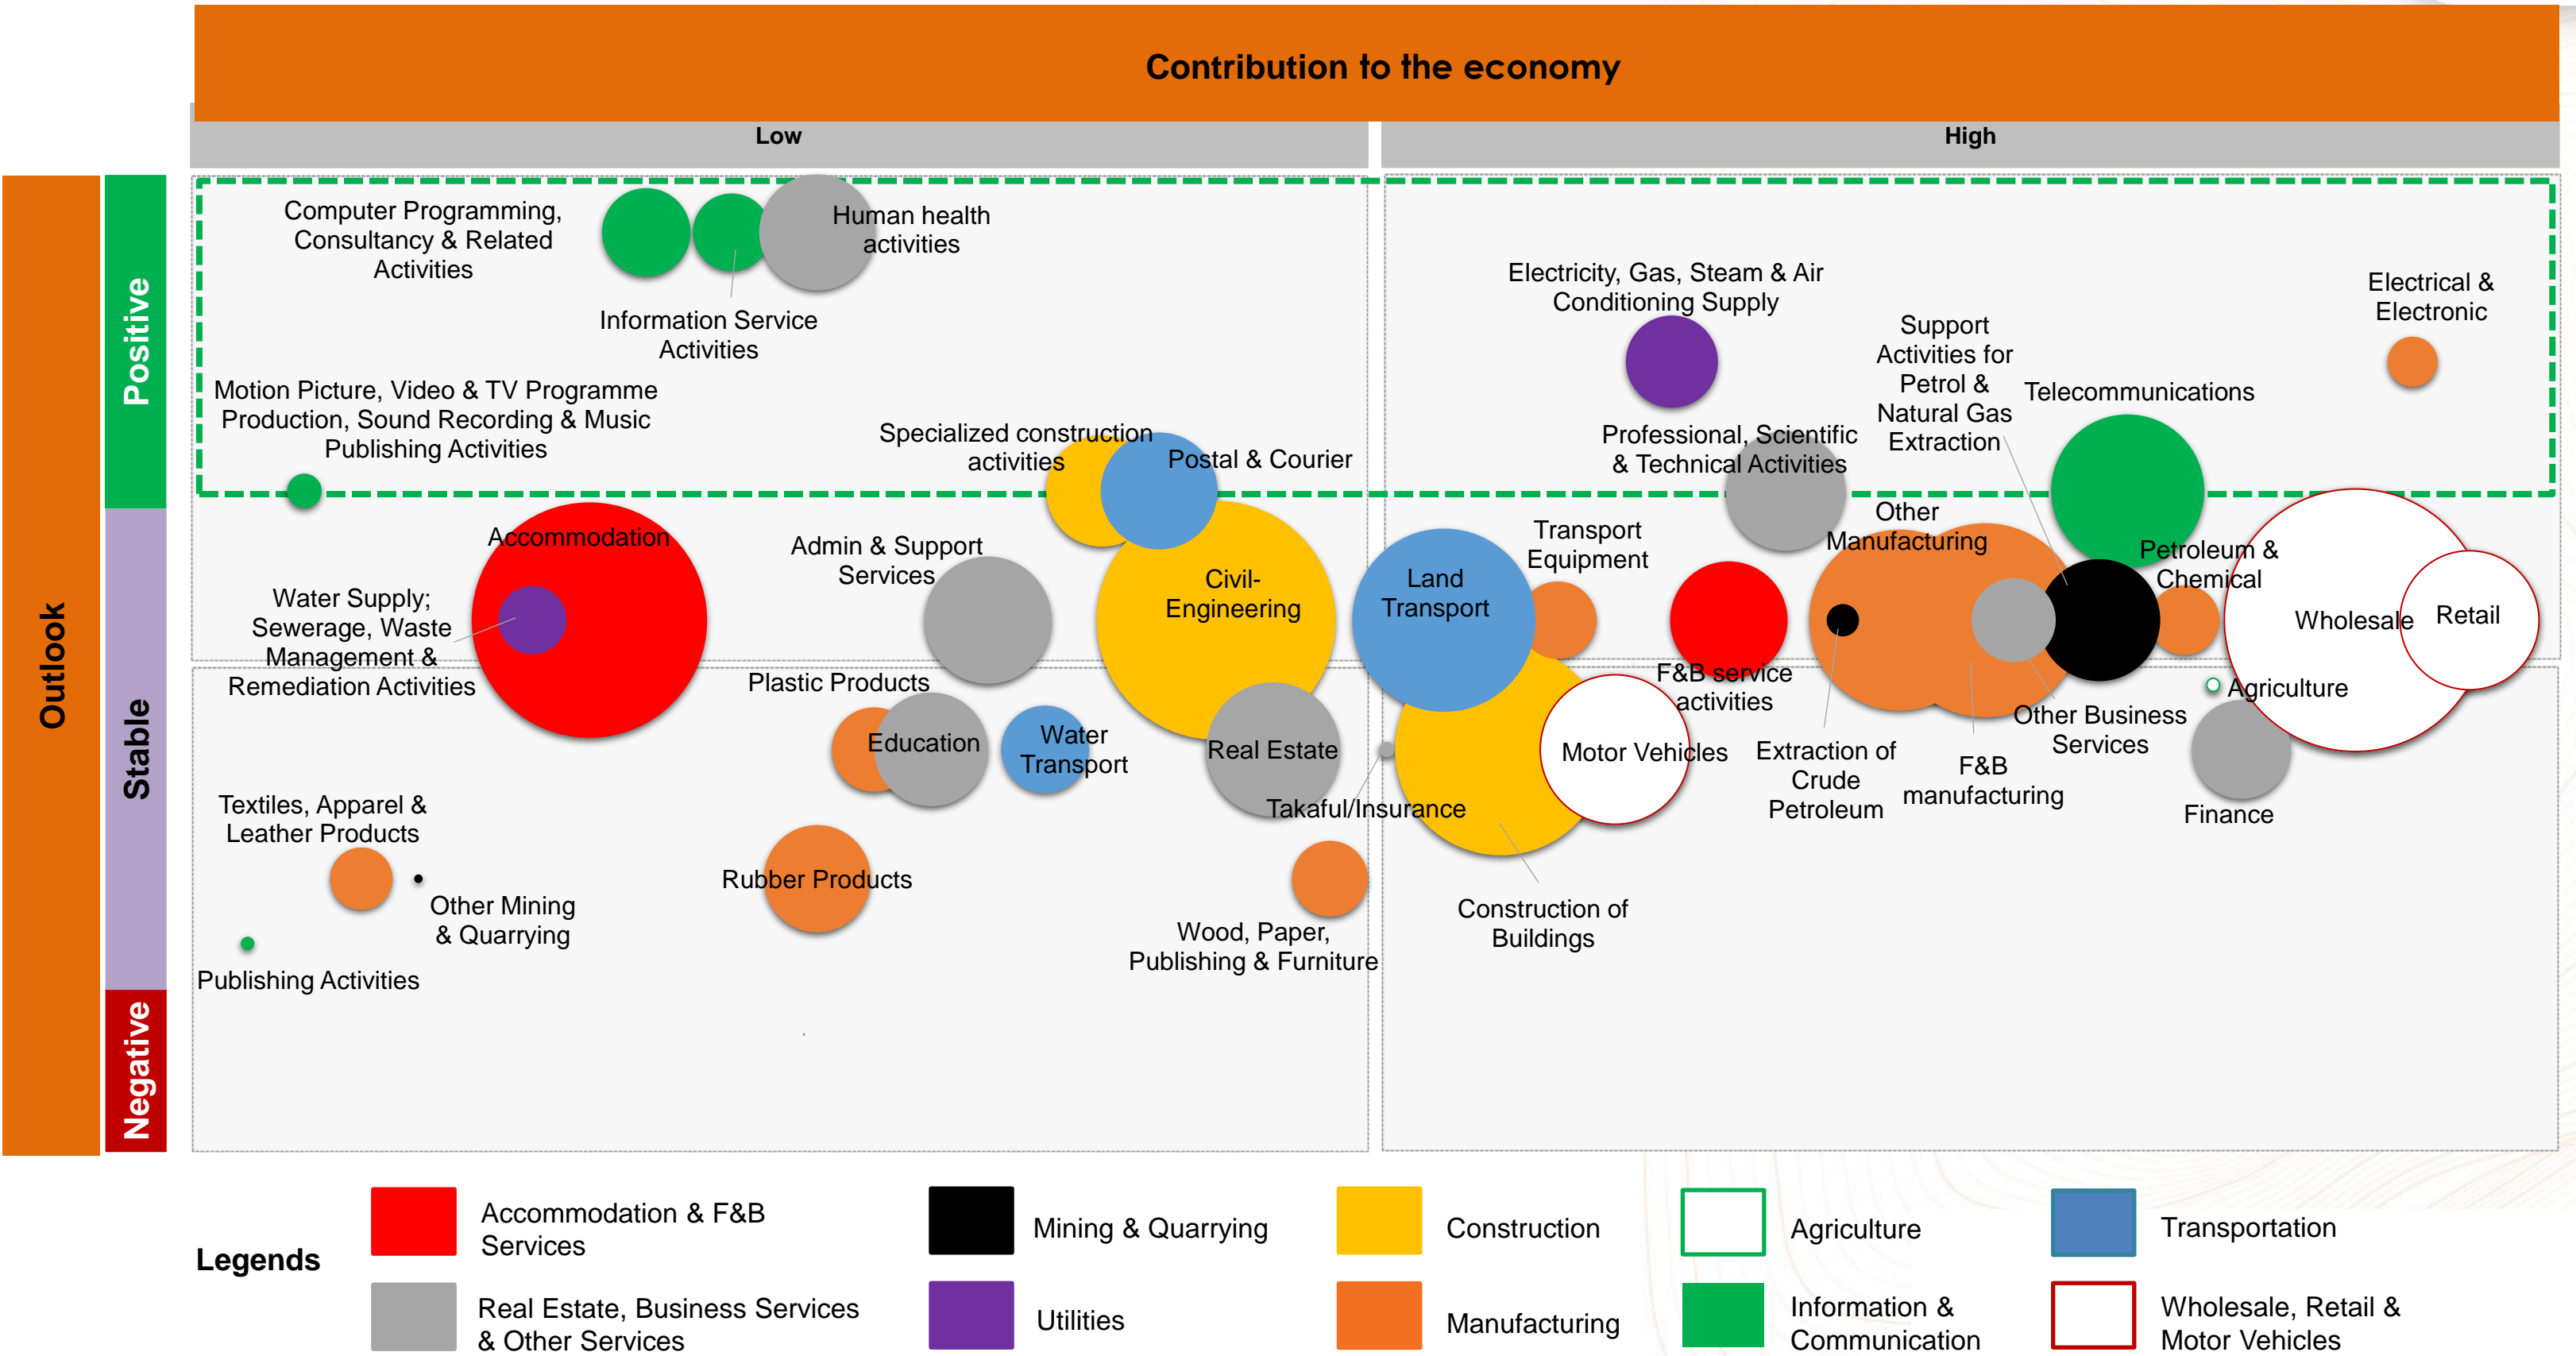 Contribution to the economy
Low
High
Outlook
Positive
Stable
Negative
Computer Programming,
Consultancy & Related
Activities
Human health
activities
Information Service
Activities
Motion Picture, Video & TV Programme
Production, Sound Recording & Music
Publishing Activities
Specialized construction
activities
Postal & Courier
Electricity, Gas, Steam & Air
Conditioning Supply
Professional, Scientific
& Technical Activities
Support
Activities for
Petrol &
Natural Gas
Extraction
Telecommunications
Electrical &
Electronic
Accommodation
Water Supply;
Sewerage, Waste
Management &
Remediation Activities
Admin & Support
Services
Civil-
Engineering
Land
Transport
Transport
Equipment
F&B service
activities
Other
Manufacturing
Petroleum &
Chemical
Wholesale
Retail
Agriculture
Plastic Products
Education
Water
Transport
Real Estate
Takaful/Insurance
Motor Vehicles
Extraction of
Crude
Petroleum
F&B
manufacturing
Other Business
Services
Finance
Textiles, Apparel &
Leather Products
Other Mining
& Quarrying
Publishing Activities
Rubber Products
Wood, Paper,
Publishing & Furniture
Construction of
Buildings
Legends
Accommodation & F&B
Services
Mining & Quarrying
Construction
Agriculture
Transportation
Real Estate, Business Services
& Other Services
Utilities
Manufacturing
Information &
Communication
Wholesale, Retail &
Motor Vehicles